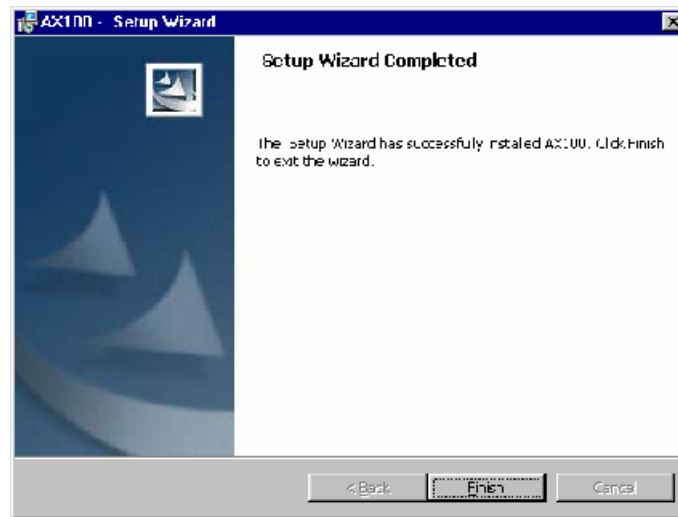 AX100 - Setup Wizard
Setup Wizard Completed
The Setup Wizard has successfully installed AX100. Click Finish
to exit the wizard.
< Back
Finish
Cancel